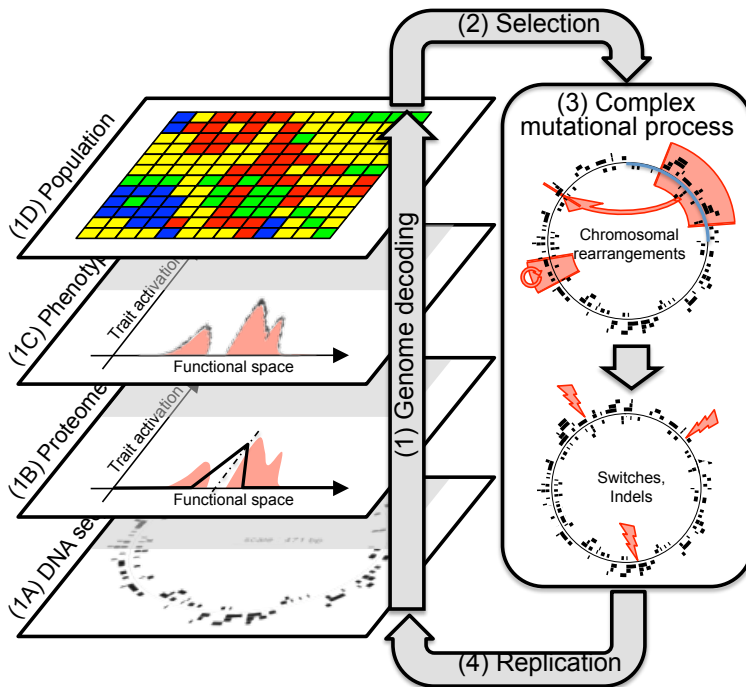 (2) Selection
(3) Complex
mutational process
Chromosomal
rearrangements
Switches,
Indels
(4) Replication
(1) Genome decoding
(1D) Population
(1C) Phenotyp
Trait activation
Functional space
(1B) Proteome
Trait activation
Functional space
(1A) DNA se